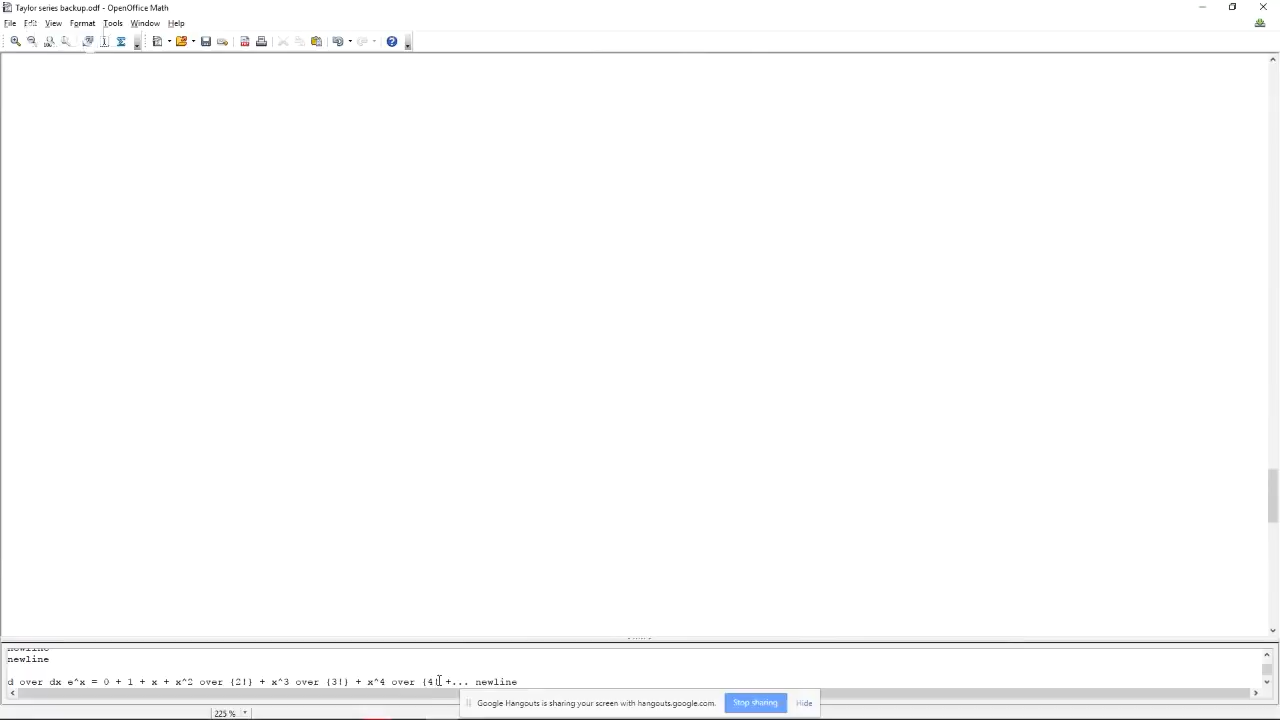 Taylor series backup.odf - OpenOffice Math
File Edit View Format Tools Window Help
newline
newline
d over dx e^x = 0 + 1 + x + x^2 over {2!} + x^3 over {3!} + x^4 over {4! +... newline
Google Hangouts is sharing your screen with hangouts.google.com.
Stop sharing
Hide
225 %